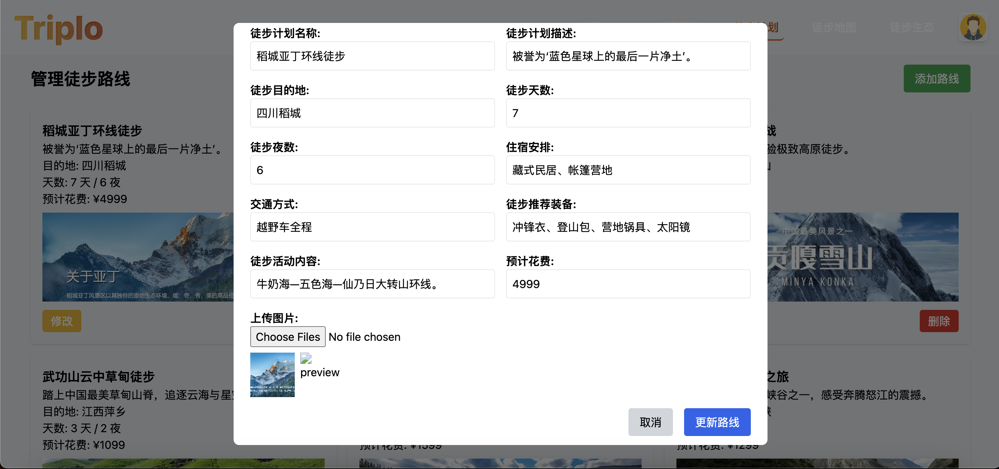 Triplo
划
徒步地图
徒步生态
管理徒步路线
添加路线
徒步计划名称:
徒步计划描述:
稻城亚丁环线徒步
被誉为‘蓝色星球上的最后一片净土’。
徒步目的地:
徒步天数:
四川稻城
7
徒步夜数:
住宿安排:
6
藏式民居、帐篷营地
交通方式:
徒步推荐装备:
越野车全程
冲锋衣、登山包、营地锅具、太阳镜
徒步活动内容:
预计花费:
牛奶海—五色海—仙乃日大转山环线。
4999
上传图片:
Choose Files No file chosen
preview
取消
更新路线
稻城亚丁环线徒步
被誉为‘蓝色星球上的最后一片净土’。
目的地: 四川稻城
天数: 7 天 / 6 夜
预计花费: ¥4999
关于亚丁
稻城亚丁风景区以其独特的原始生态环境、雄、奇、秀、美的高品位
修改
战
验极致高原徒步。
山
中国最美风景之一
贡嘎雪山
MINYA KONKA
删除
武功山云中草甸徒步
踏上中国最美草甸山脊，追逐云海与星
目的地: 江西萍乡
天数: 3 天 / 2 夜
预计花费: ¥1099
预计花费: ¥1599
之旅
峡谷之一，感受奔腾怒江的震撼。
峡
预计花费: ¥1299